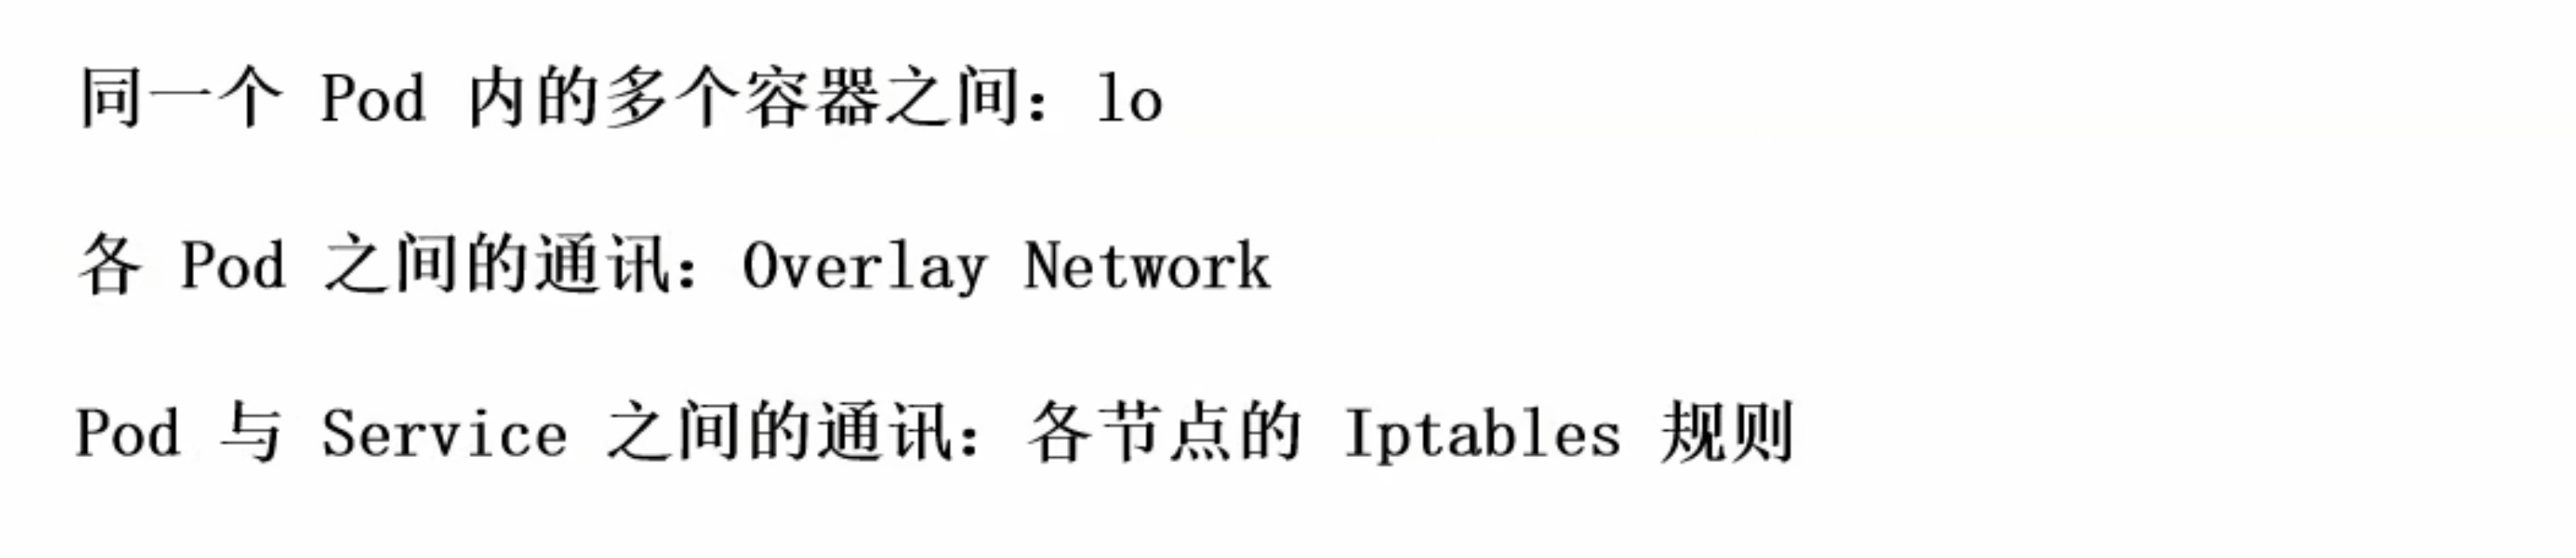 同一个 Pod 内的多个容器之间：lo
各 Pod 之间的通讯：Overlay Network
Pod 与 Service 之间的通讯：各节点的 Iptables 规则